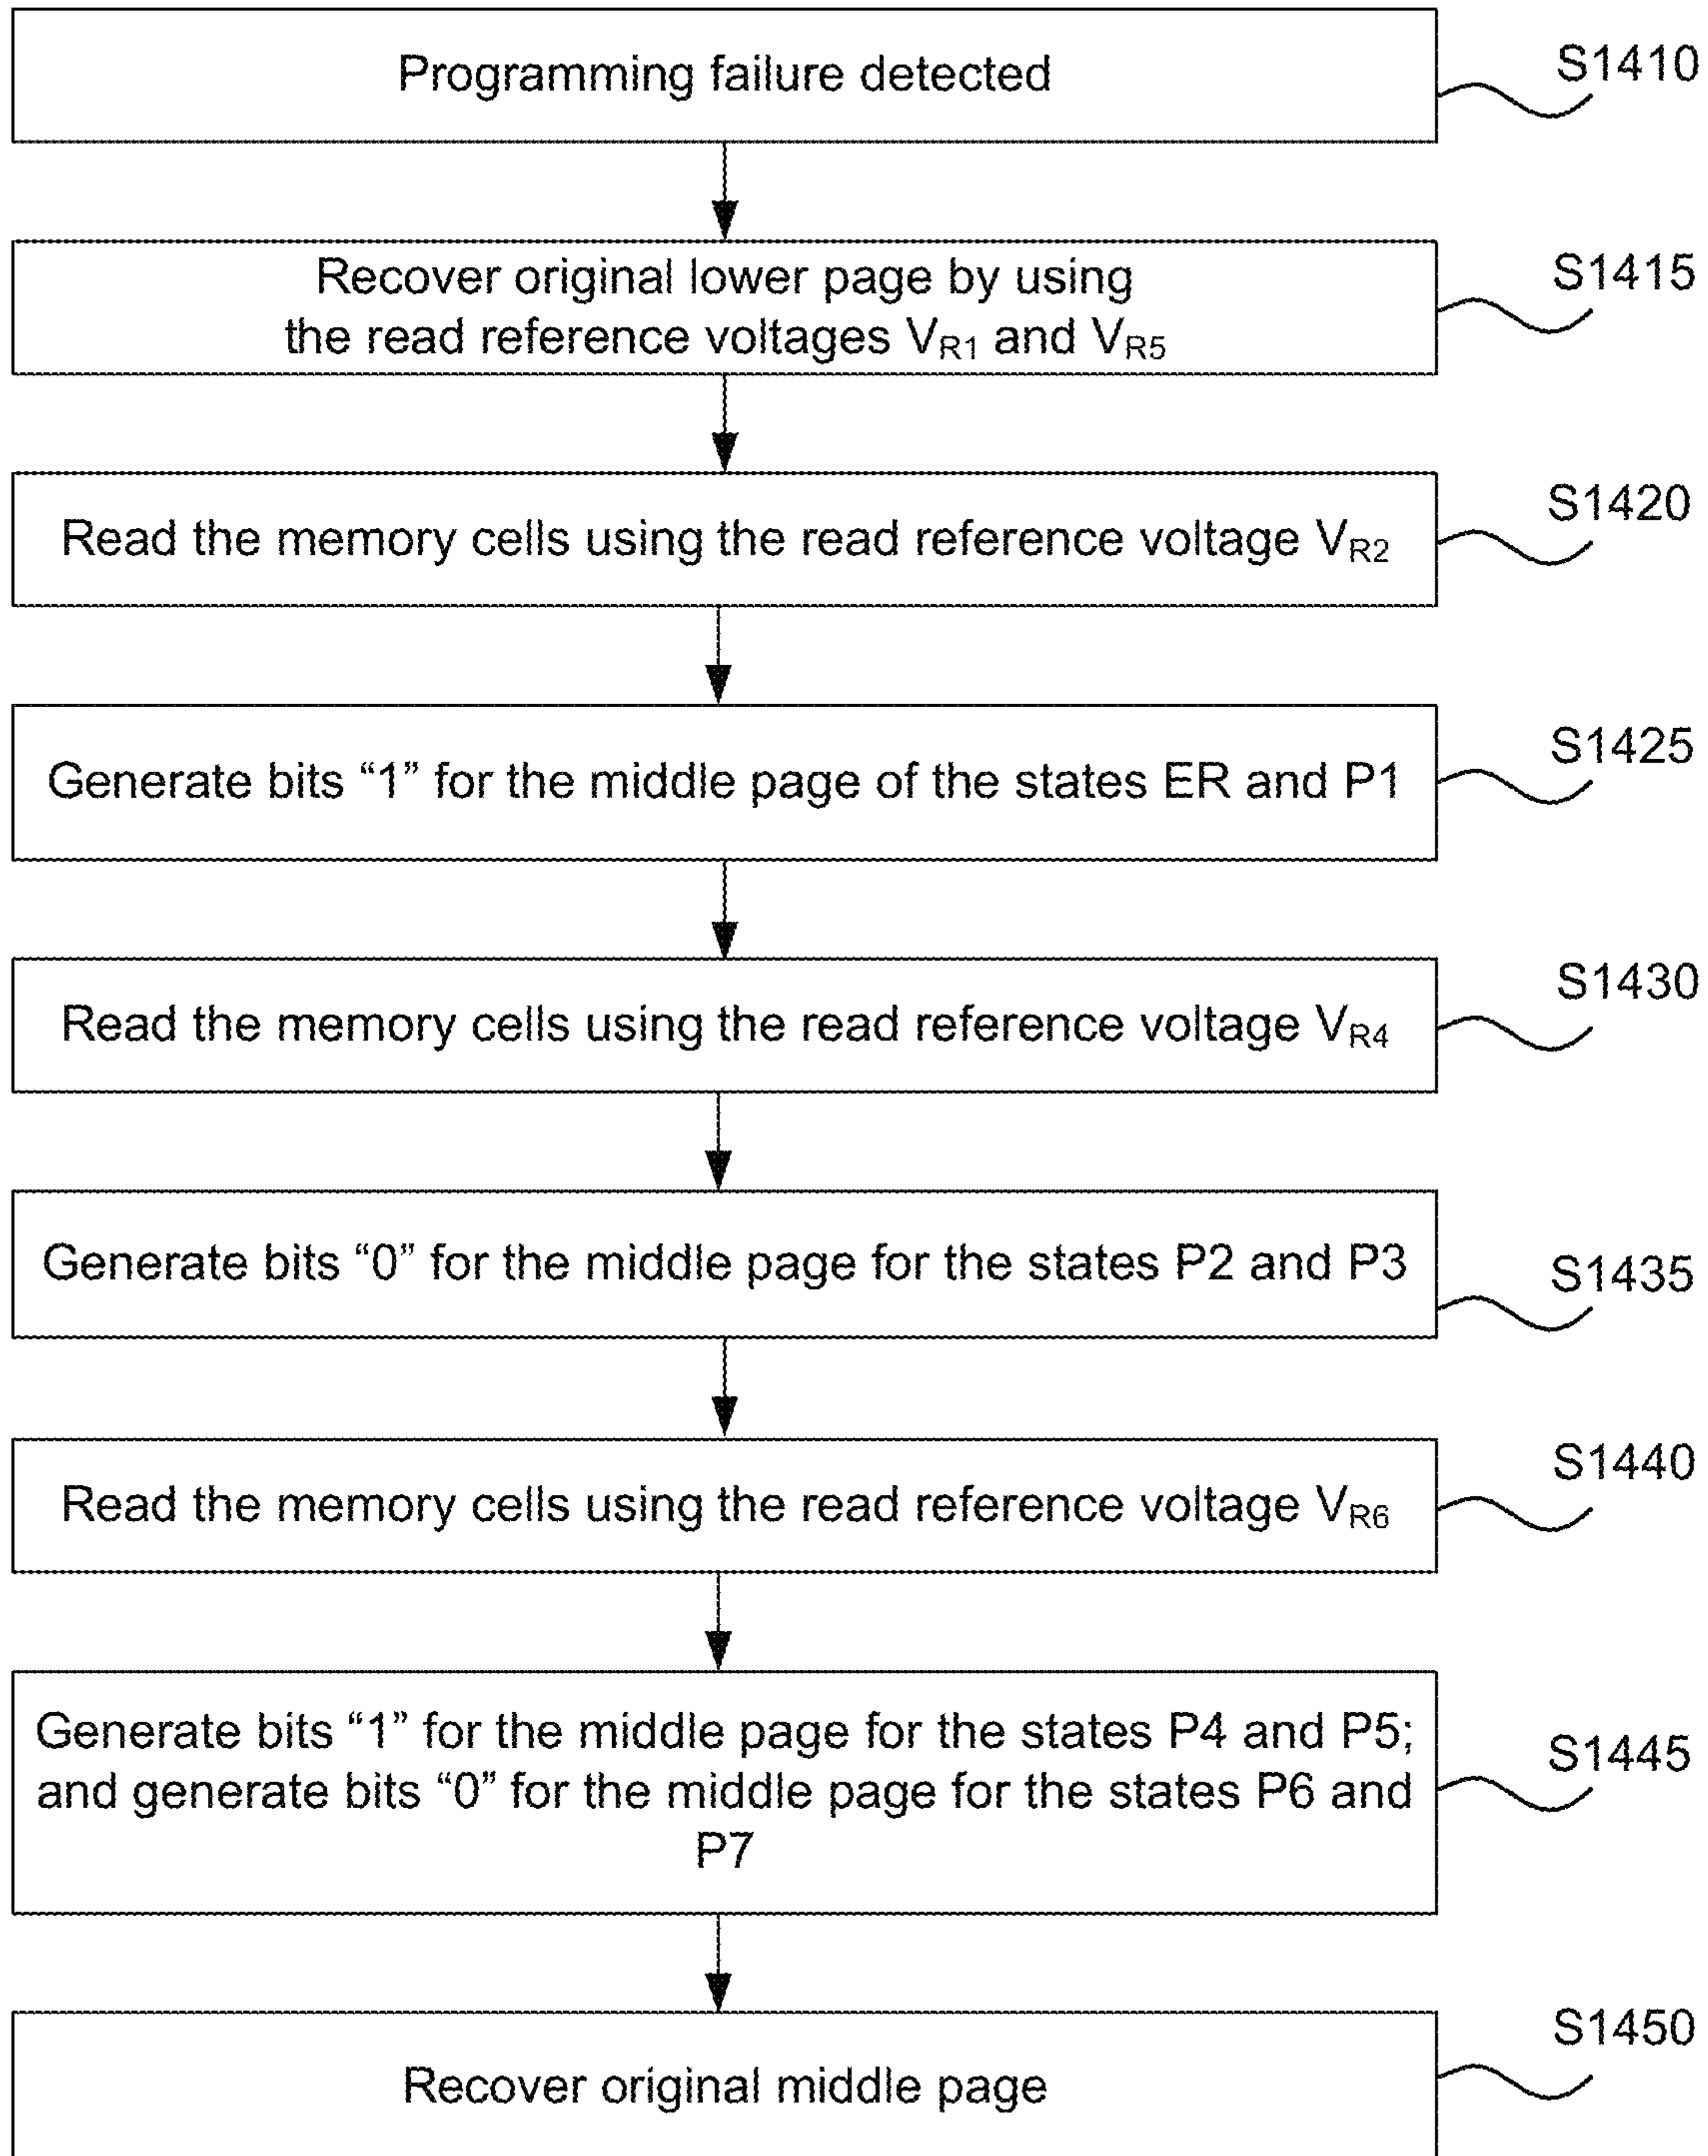 Programming failure detected
S1410
Recover original lower page by using
the read reference voltages VR1 and VR5
S1415
Read the memory cells using the read reference voltage VR2
S1420
Generate bits “1” for the middle page of the states ER and P1
S1425
Read the memory cells using the read reference voltage VR4
S1430
Generate bits “0” for the middle page for the states P2 and P3
S1435
Read the memory cells using the read reference voltage VR6
S1440
Generate bits “1” for the middle page for the states P4 and P5;
and generate bits “0” for the middle page for the states P6 and
P7
S1445
Recover original middle page
S1450